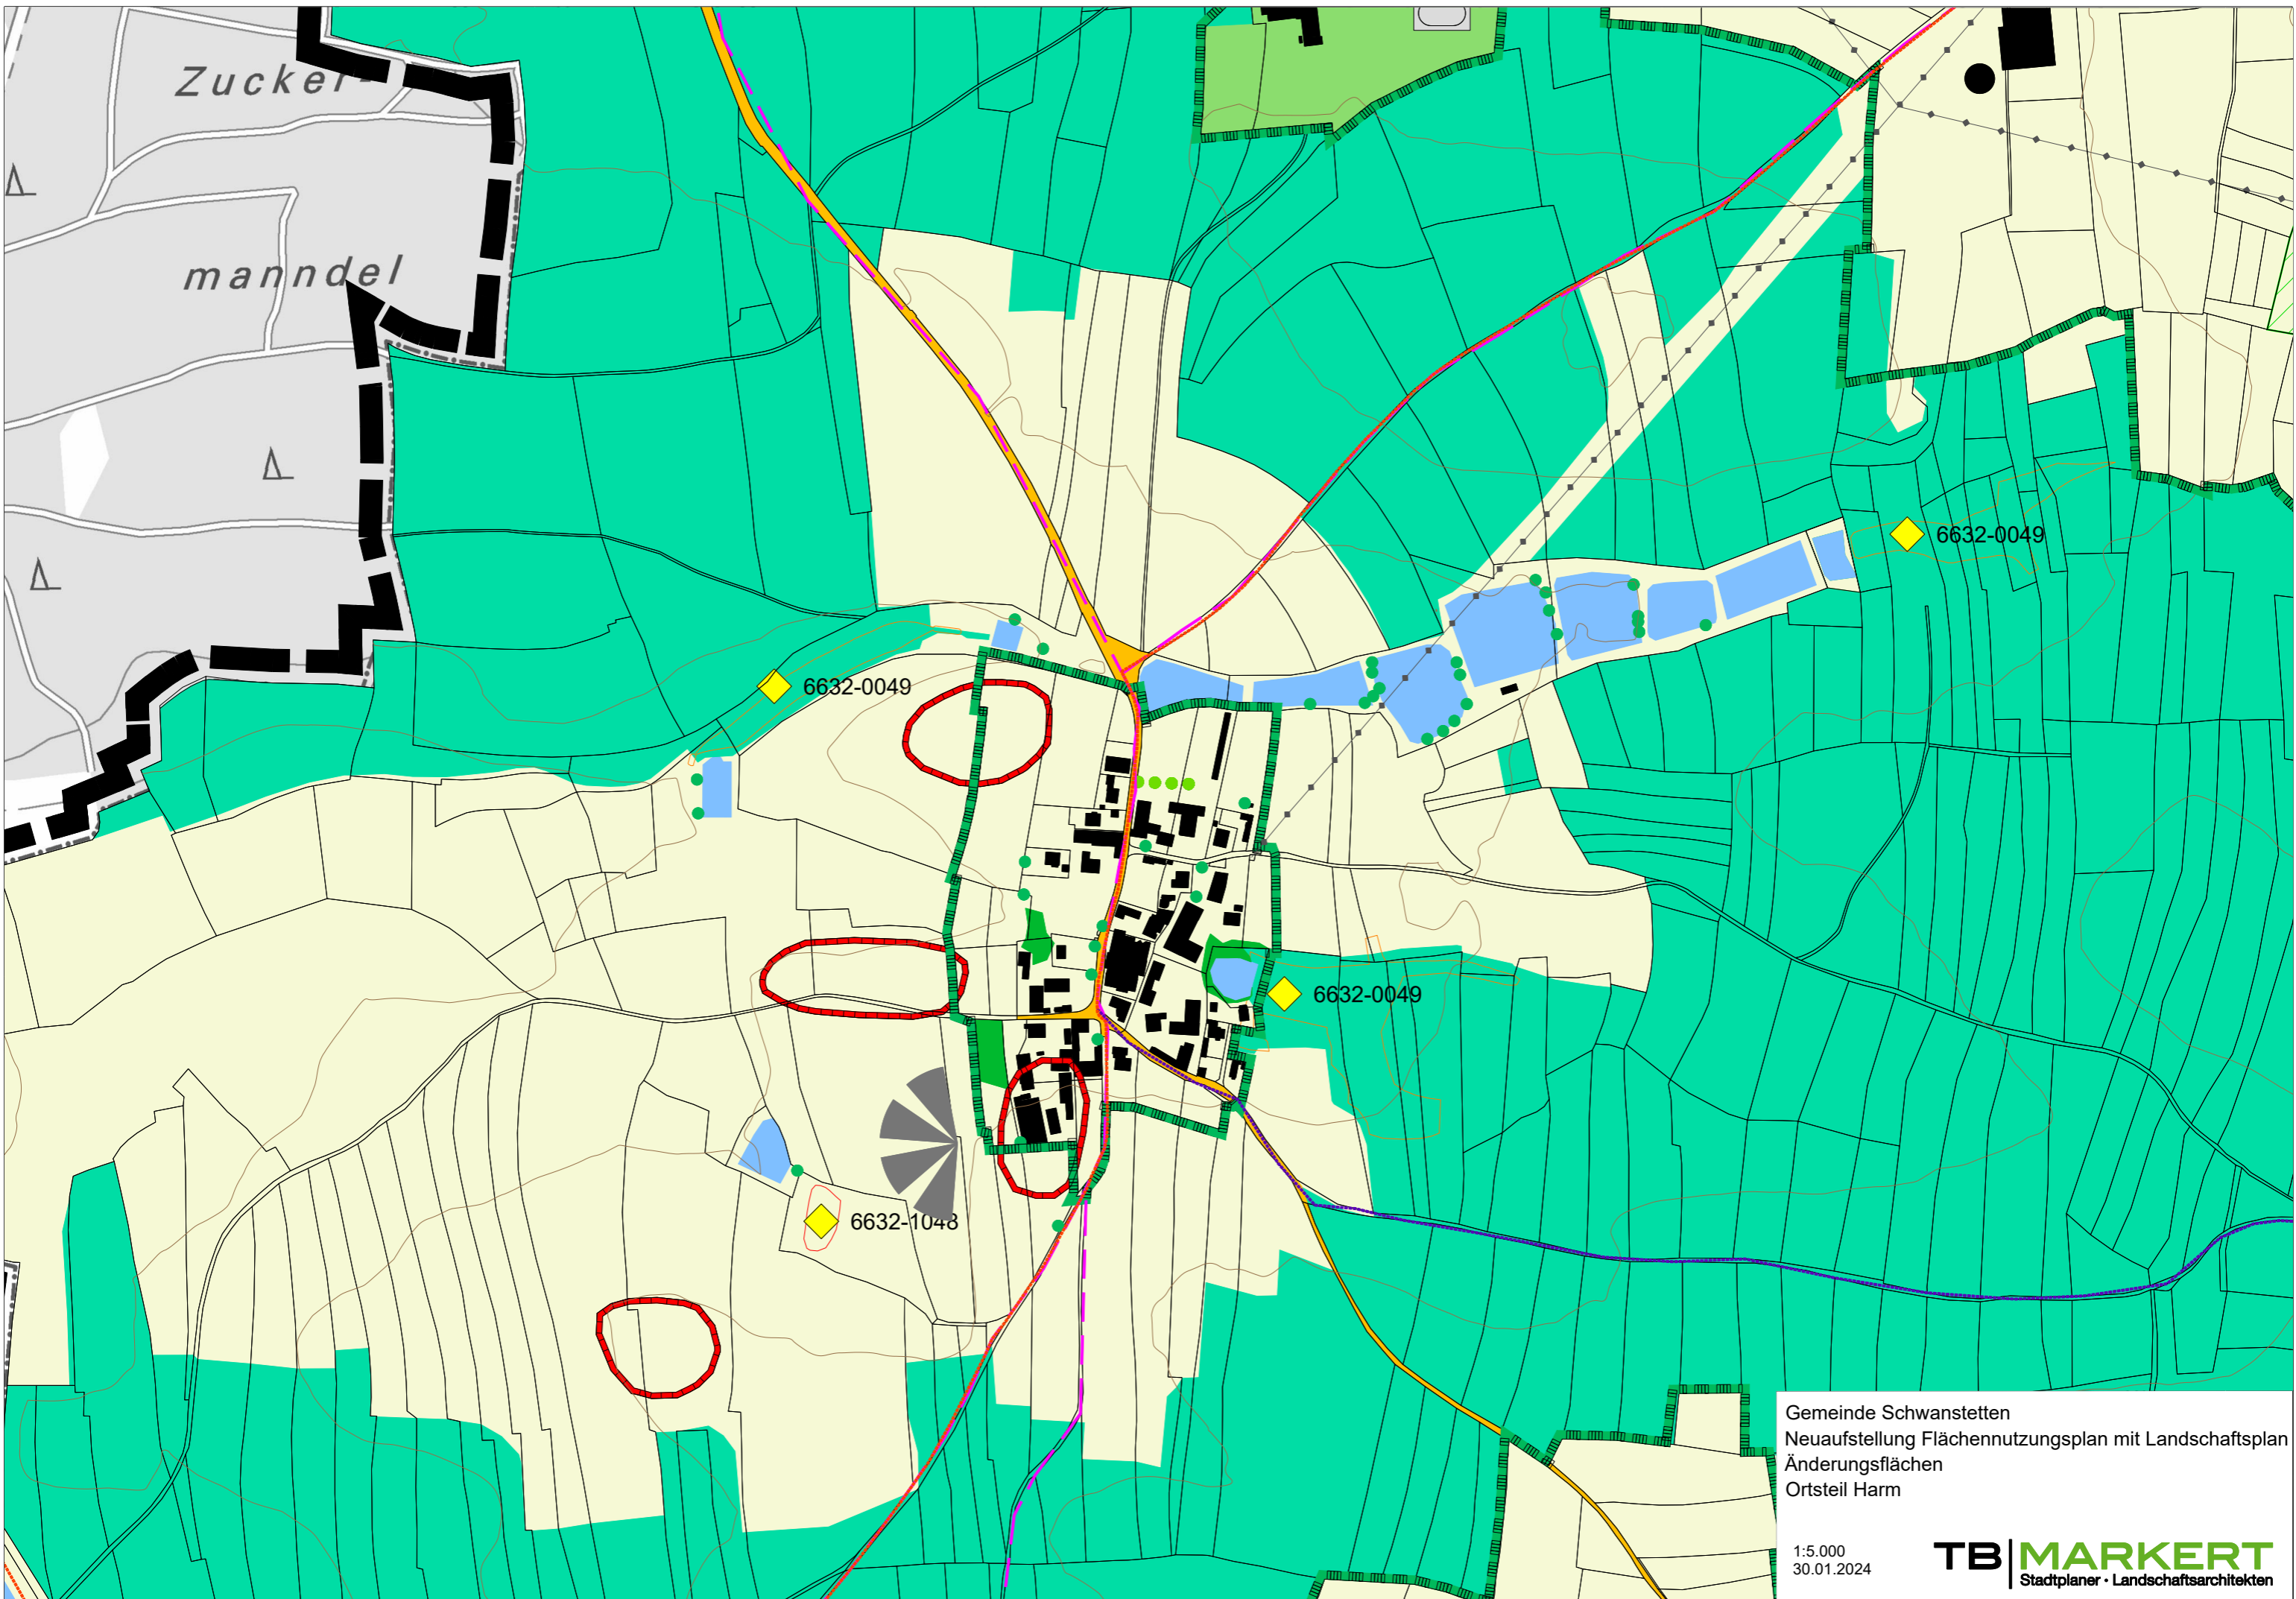 Zucker-
manndel
6632-0049
6632-0049
6632-0049
6632-1048
Gemeinde Schwanstetten
Neuaufstellung Flächennutzungsplan mit Landschaftsplan
Änderungsflächen
Ortsteil Harm
1:5.000
30.01.2024
TB|MARKERT
Stadtplaner · Landschaftsarchitekten